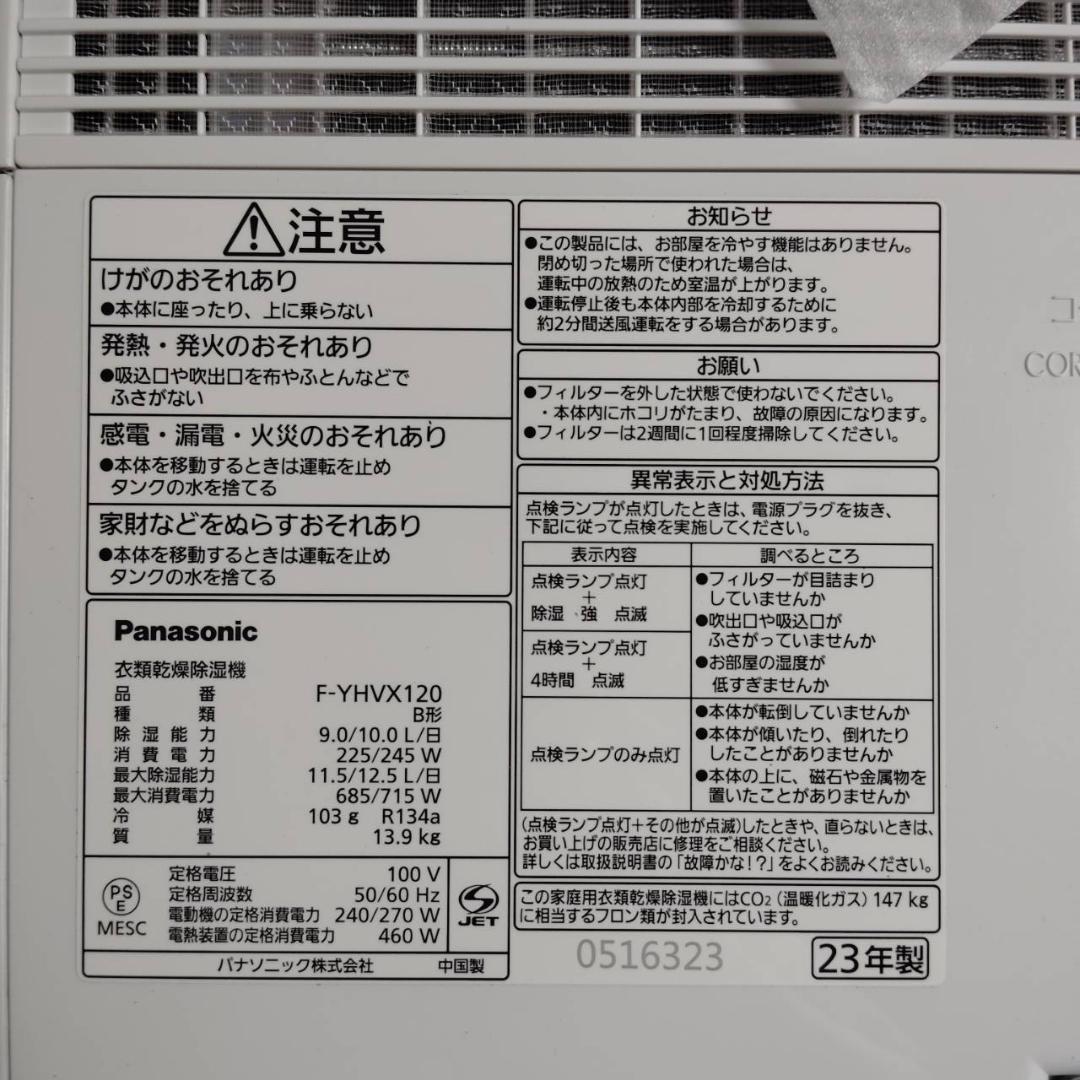 注意
けがのおそれあり
●本体に座ったり、上に乗らない
発熱・発火のおそれあり
●吸込口や吹出口を布やふとんなどで
ふさがない
感電・漏電・火災のおそれあり
●本体を移動するときは運転を止め
タンクの水を捨てる
家財などをぬらすおそれあり
●本体を移動するときは運転を止め
タンクの水を捨てる
Panasonic
衣類乾燥除湿機
品番 F-YHVX120
種類 B形
除湿能力 9.0/10.0 L/日
消費電力 225/245 W
最大除湿能力 11.5/12.5 L/日
最大消費電力 685/715 W
冷媒 103 g R134a
質量 13.9 kg
PS
E
MESC
定格電圧 100 V
定格周波数 50/60 Hz
電動機の定格消費電力 240/270 W
電熱装置の定格消費電力 460 W
JET
パナソニック株式会社 中国製
お知らせ
●この製品には、お部屋を冷やす機能はありません。
閉め切った場所で使われた場合は、
運転中の放熱のため室温が上がります。
●運転停止後も本体内部を冷却するために
約2分間送風運転をする場合があります。
お願い
●フィルターを外した状態で使わないでください。
・本体内にホコリがたまり、故障の原因になります。
●フィルターは2週間に1回程度掃除してください。
異常表示と対処方法
点検ランプが点灯したときは、電源プラグを抜き、
下記に従って点検を実施してください。
表示内容 調べるところ
点検ランプ点灯
+
除湿 強 点滅
点検ランプ点灯
+
4時間 点滅
●フィルターが目詰まり
していませんか
●吹出口や吸込口が
ふさがっていませんか
●お部屋の湿度が
低すぎませんか
点検ランプのみ点灯
●本体が転倒していませんか
●本体が傾いたり、倒れたり
したことがありませんか
●本体の上に、磁石や金属物を
置いたことがありませんか
(点検ランプ点灯+その他が点滅)したときや、直らないときは、
お買い上げの販売店に修理をご相談ください。
詳しくは取扱説明書の「故障かな!?」をよくお読みください。
この家庭用衣類乾燥除湿機にはCO2(温暖化ガス)147 kg
に相当するフロン類が封入されています。
0516323
23年製
コ
COR